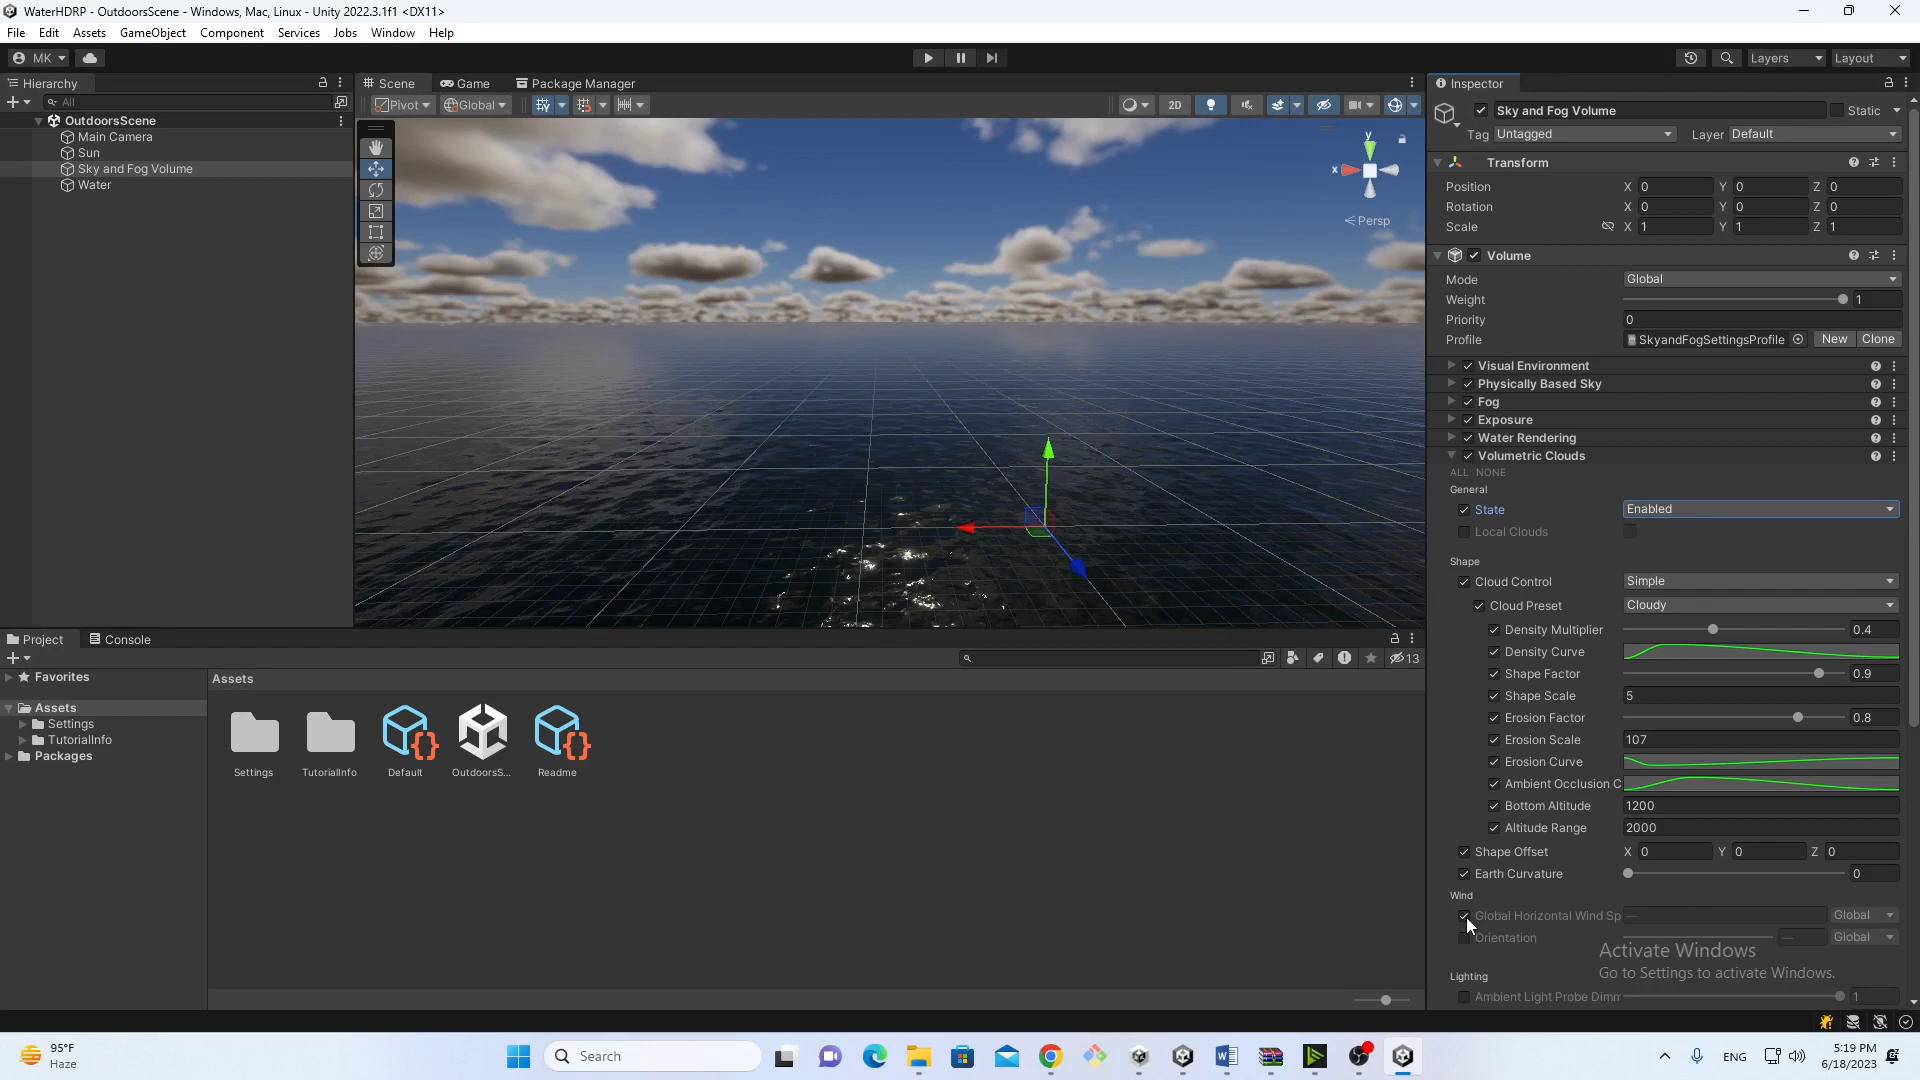 WaterHDRP - OutdoorsScene - Windows, Mac, Linux - Unity 2022.3.1f1 <DX11>
File Edit Assets GameObject Component Services Jobs Window Help
MK Layers Layout
Hierarchy
All
OutdoorsScene
Main Camera
Sun
Sky and Fog Volume
Water
Scene Game Package Manager
Pivot Global 2D
y
x
Persp
Inspector
Sky and Fog Volume Static
Tag Untagged Layer Default
Transform
Position X 0 Y 0 Z 0
Rotation X 0 Y 0 Z 0
Scale X 1 Y 1 Z 1
Volume
Mode Global
Weight 1
Priority 0
Profile SkyandFogSettingsProfile New Clone
Visual Environment
Physically Based Sky
Fog
Exposure
Water Rendering
Volumetric Clouds
ALL NONE
General
State Enabled
Local Clouds
Shape
Cloud Control Simple
Cloud Preset Cloudy
Density Multiplier 0.4
Density Curve
Shape Factor 0.9
Shape Scale 5
Erosion Factor 0.8
Erosion Scale 107
Erosion Curve
Ambient Occlusion C
Bottom Altitude 1200
Altitude Range 2000
Shape Offset X 0 Y 0 Z 0
Earth Curvature 0
Wind
Global Horizontal Wind Sp — Global
Orientation — Global
Lighting
Ambient Light Probe Dimm 1
Activate Windows
Go to Settings to activate Windows.
Project Console
13
Favorites
Assets
Settings
TutorialInfo
Packages
Assets
Settings TutorialInfo Default OutdoorsS... Readme
95°F
Haze
Search
ENG
5:19 PM
6/18/2023